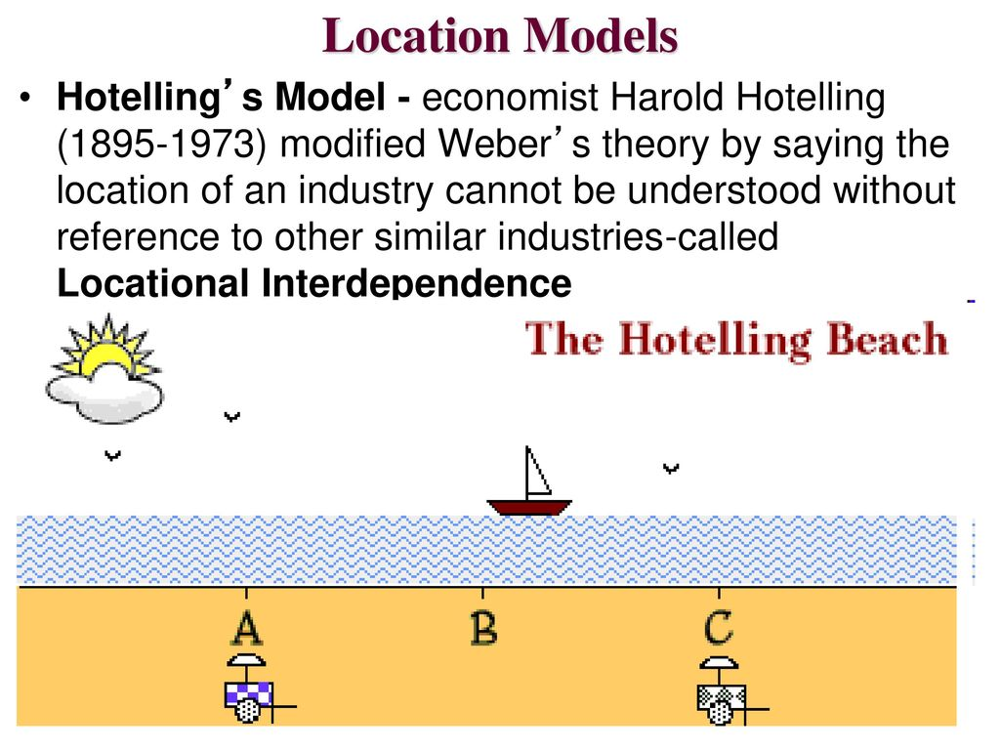 Location Models
• Hotelling’s Model - economist Harold Hotelling
(1895-1973) modified Weber’s theory by saying the
location of an industry cannot be understood without
reference to other similar industries-called
Locational Interdependence
The Hotelling Beach
A B C